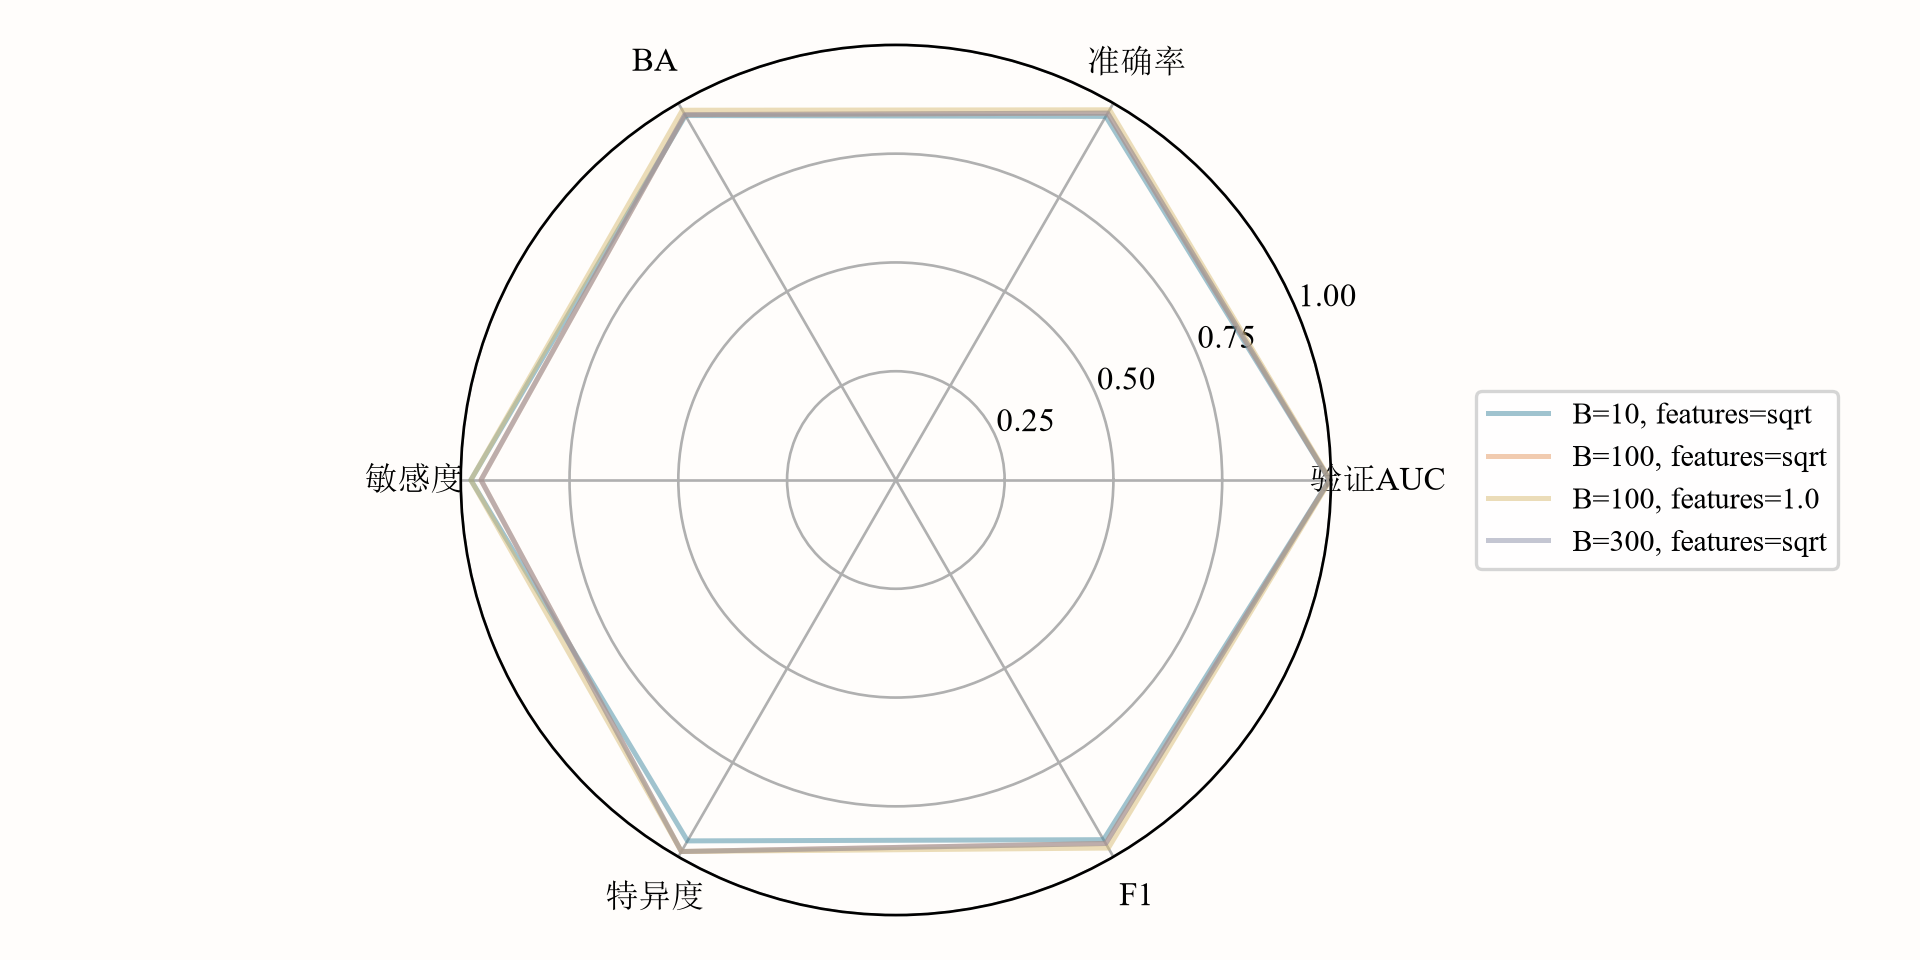 BA
准确率
1.00
0.75
0.50
0.25
敏感度
验证AUC
特异度
F1
B=10, features=sqrt
B=100, features=sqrt
B=100, features=1.0
B=300, features=sqrt